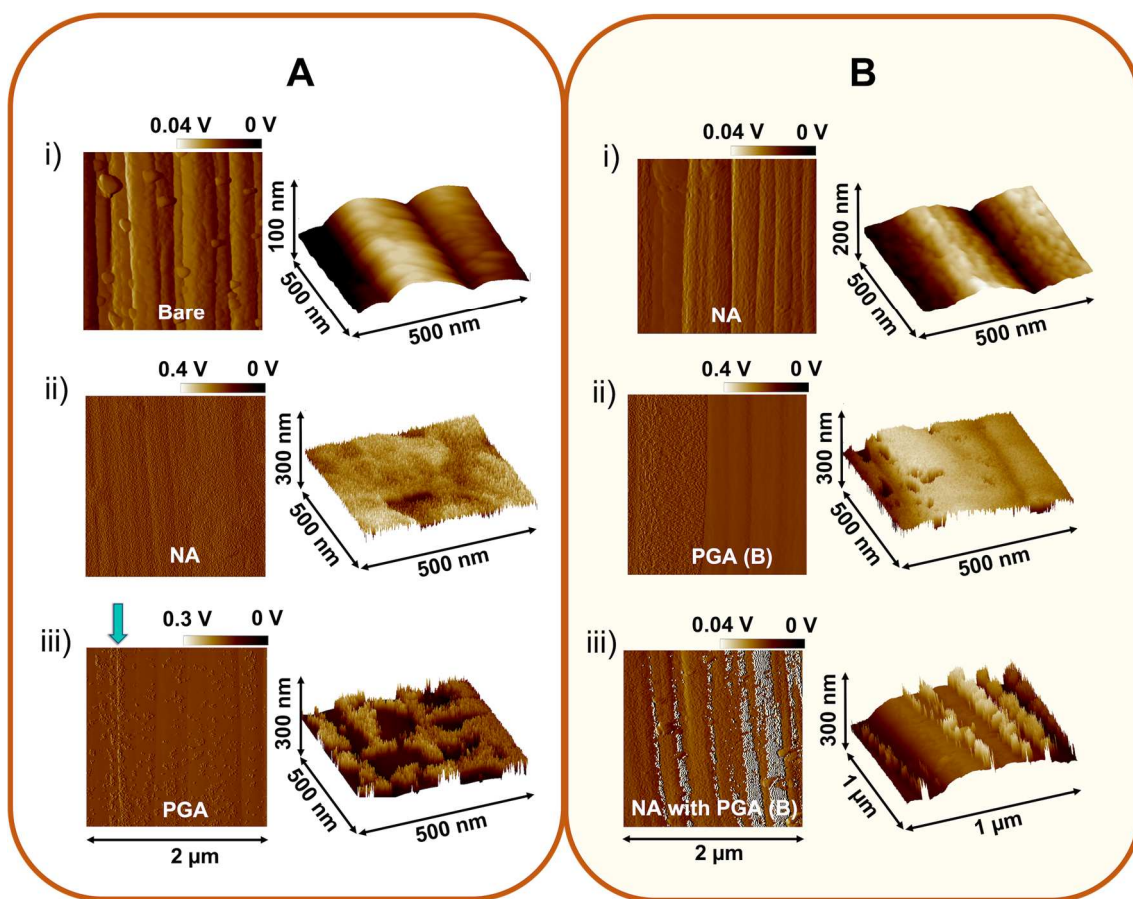 A
i)
0.04 V 0 V
Bare
100 nm
500 nm
500 nm
ii)
0.4 V 0 V
NA
300 nm
500 nm
500 nm
iii)
0.3 V 0 V
PGA
2 µm
300 nm
500 nm
500 nm
B
i)
0.04 V 0 V
NA
200 nm
500 nm
500 nm
ii)
0.4 V 0 V
PGA (B)
300 nm
500 nm
500 nm
iii)
0.04 V 0 V
NA with PGA (B)
2 µm
300 nm
1 µm
1 µm